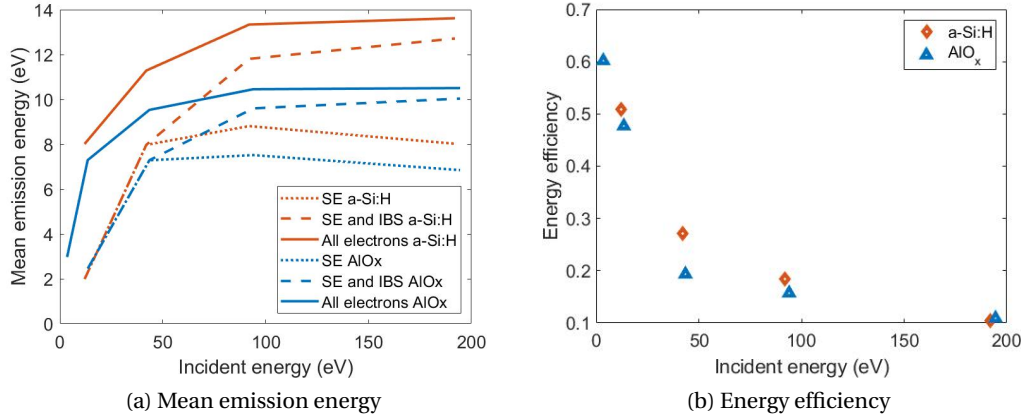 14
12
10
8
6
4
2
0
Mean emission energy (eV)
SE a-Si:H
SE and IBS a-Si:H
All electrons a-Si:H
SE AlOx
SE and IBS AlOx
All electrons AlOx
0 50 100 150 200
Incident energy (eV)
(a) Mean emission energy
0.7
0.6
0.5
0.4
0.3
0.2
0.1
Energy efficiency
a-Si:H
AlOx
0 50 100 150 200
Incident energy (eV)
(b) Energy efficiency